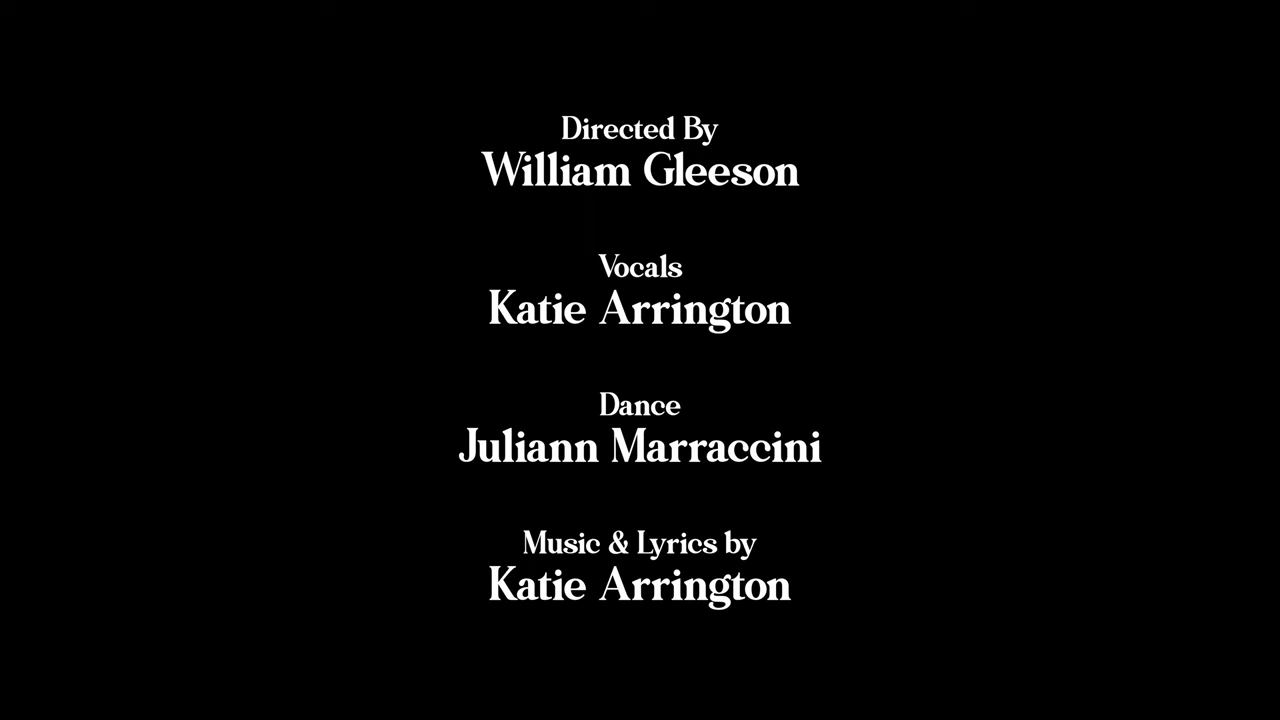 Directed By
William Gleeson
Vocals
Katie Arrington
Dance
Juliann Marraccini
Music & Lyrics by
Katie Arrington